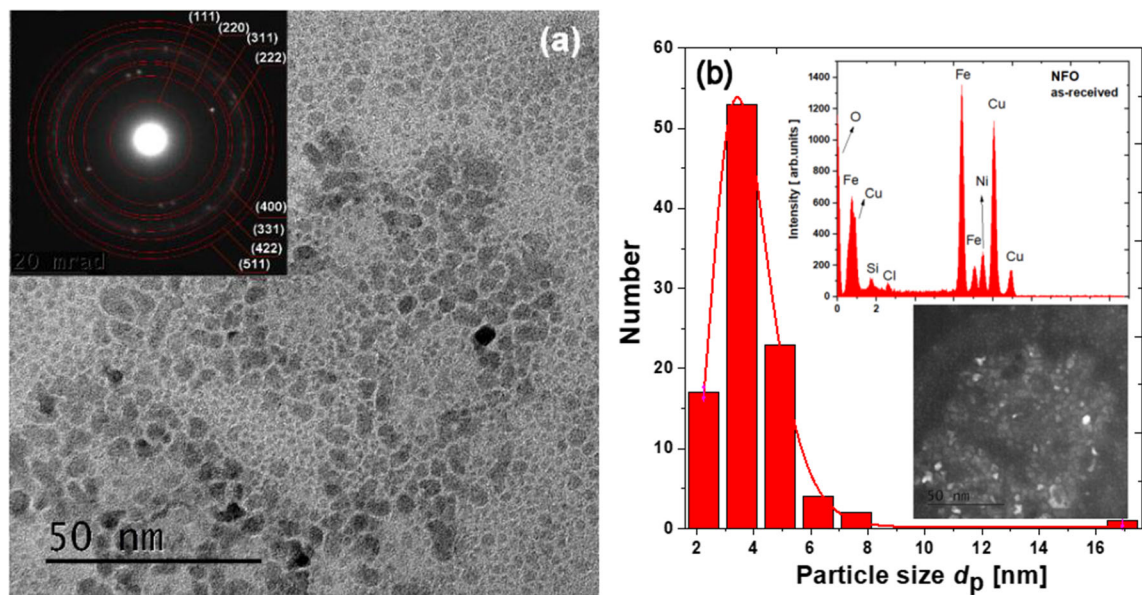 (a)
(111)
(220)
(311)
(222)
(400)
(331)
(422)
(511)
20 mrad
50 nm
(b)
60
50
40
30
20
10
0
Number
2 4 6 8 10 12 14 16
Particle size dp [nm]
NFO
as-received
1400
1200
1000
800
600
400
200
0
Intensity [ arb.units ]
0 2
O
Fe
Cu
Si
Cl
Fe
Fe
Ni
Cu
Cu
50 nm